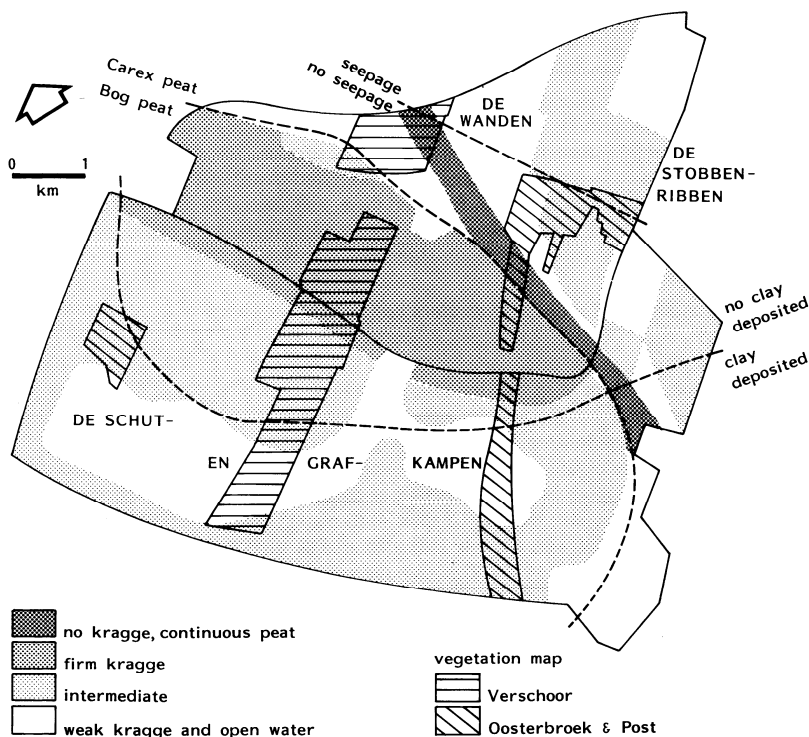 Carex peat
Bog peat
seepage
no seepage
DE
WANDEN
DE
STOBBEN-
RIBBEN
0 1
km
no clay
deposited
clay
deposited
DE SCHUT-
EN GRAF- KAMPEN
no kragge, continuous peat
firm kragge
intermediate
weak kragge and open water
vegetation map
Verschoor
Oosterbroek & Post